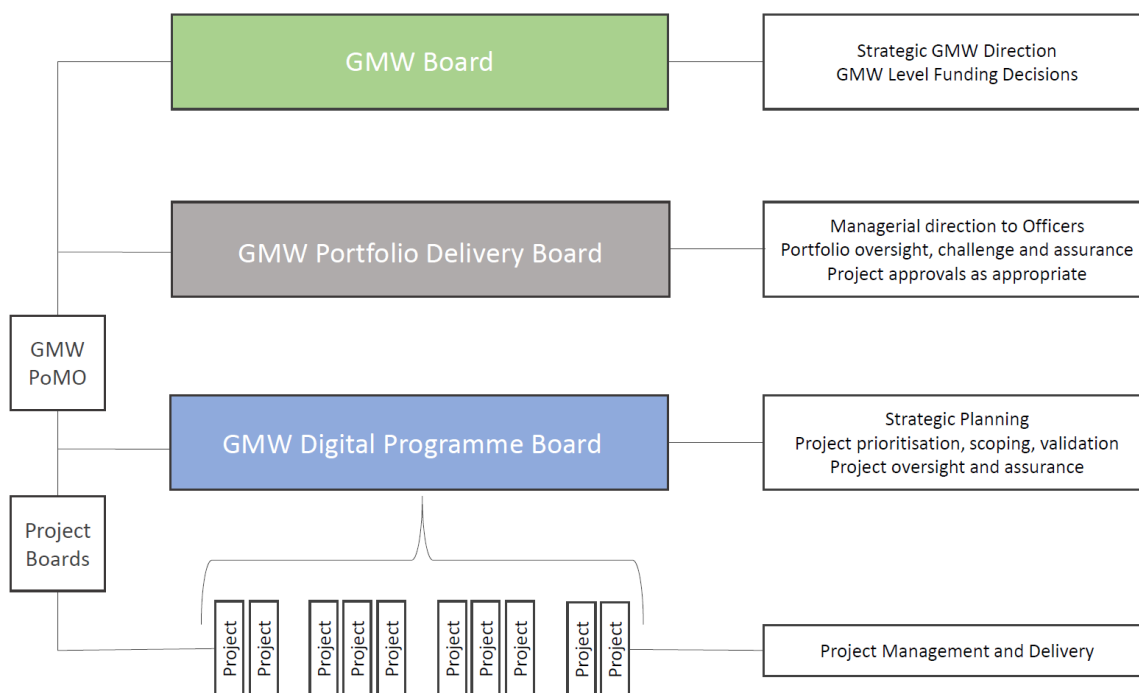 GMW Board
Strategic GMW Direction
GMW Level Funding Decisions
GMW Portfolio Delivery Board
Managerial direction to Officers
Portfolio oversight, challenge and assurance
Project approvals as appropriate
GMW
PoMO
GMW Digital Programme Board
Strategic Planning
Project prioritisation, scoping, validation
Project oversight and assurance
Project
Boards
Project
Project
Project
Project
Project
Project
Project
Project
Project
Project
Project Management and Delivery